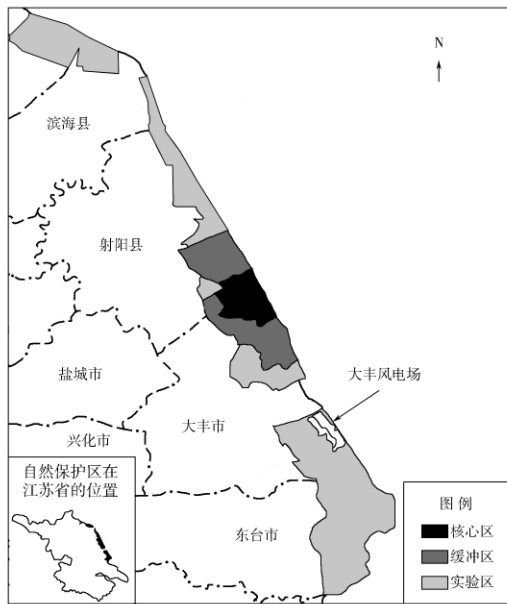 N
滨海县
射阳县
盐城市
大丰风电场
大丰市
兴化市
自然保护区在
江苏省的位置
东台市
图例
核心区
缓冲区
实验区